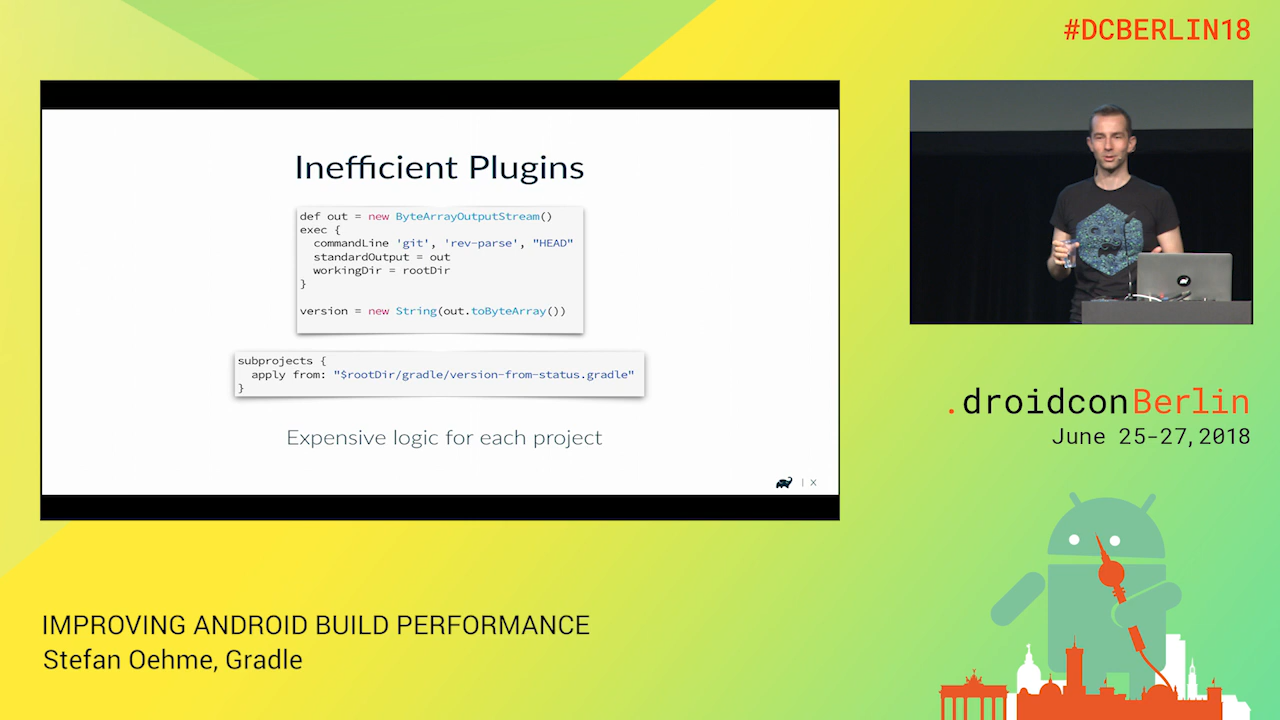 #DCBERLIN18
Inefficient Plugins
def out = new ByteArrayOutputStream()
exec {
  commandLine 'git', 'rev-parse', "HEAD"
  standardOutput = out
  workingDir = rootDir
}
version = new String(out.toByteArray())
subprojects {
  apply from: "$rootDir/gradle/version-from-status.gradle"
}
Expensive logic for each project
| X
.droidconBerlin
June 25-27,2018
IMPROVING ANDROID BUILD PERFORMANCE
Stefan Oehme, Gradle